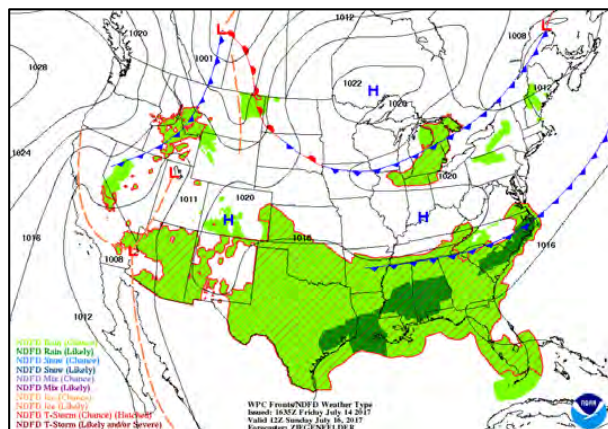 L
1012
L
1020
1008
1001
1028
1022
H
1012
1020
1024
L
1020
1011
1020
H
H
1016
1016
1016
L
1008
1012
NDFD Rain (Chance)
NDFD Rain (Likely)
NDFD Snow (Chance)
NDFD Snow (Likely)
NDFD Mix (Chance)
NDFD Mix (Likely)
NDFD Ice (Chance)
NDFD Ice (Likely)
NDFD T-Storm (Chance) (Hatched)
NDFD T-Storm (Likely and/or Severe)
WPC Fronts/NDFD Weather Type
Issued: 1635Z Friday July 14 2017
Valid 12Z Sunday July 16, 2017
Forecaster: ZIEGENFELDER
NOAA